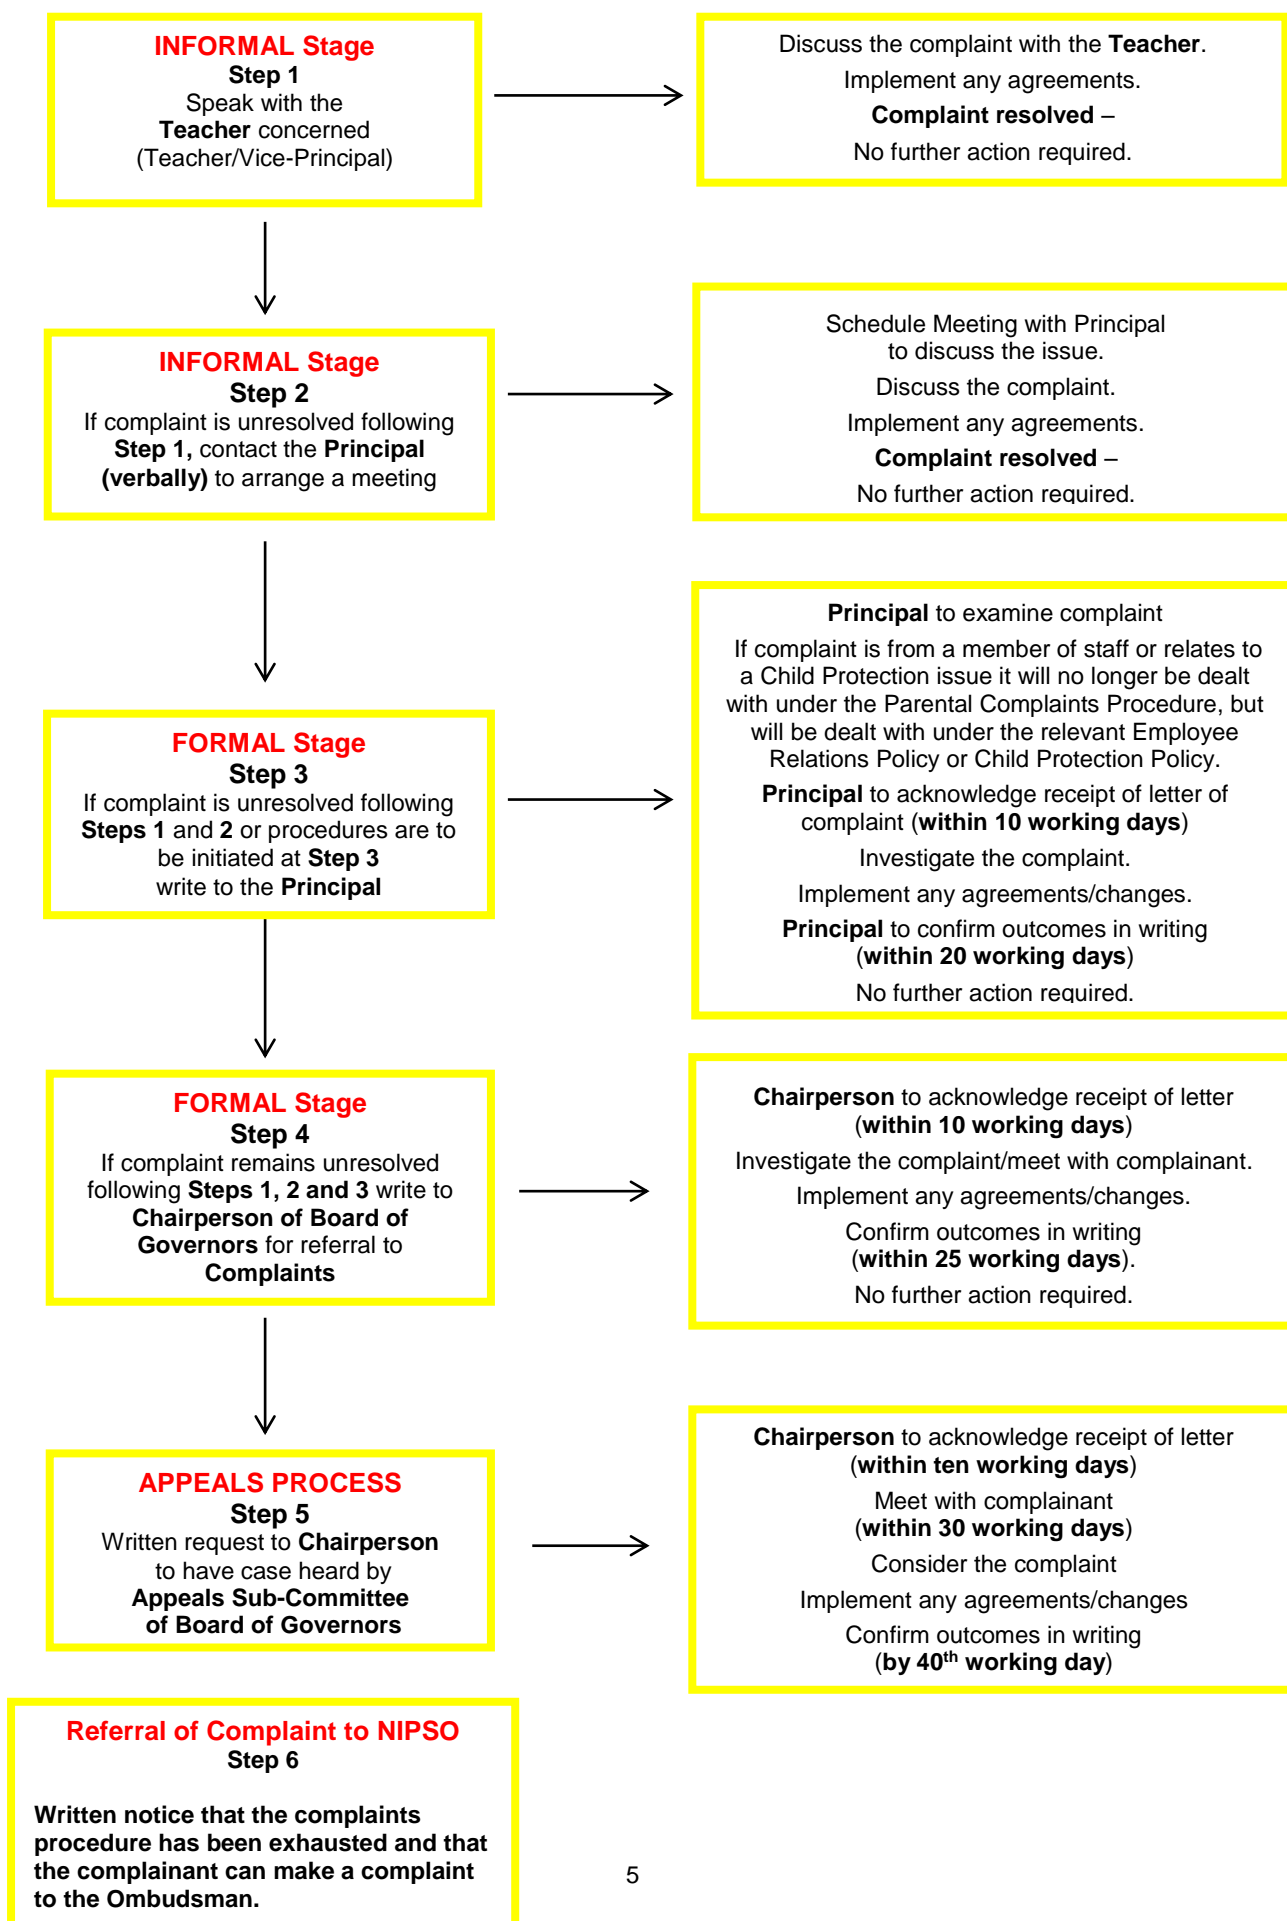 INFORMAL Stage
Step 1
Speak with the
Teacher concerned
(Teacher/Vice-Principal)
Discuss the complaint with the Teacher.
Implement any agreements.
Complaint resolved –
No further action required.
INFORMAL Stage
Step 2
If complaint is unresolved following
Step 1, contact the Principal
(verbally) to arrange a meeting
Schedule Meeting with Principal
to discuss the issue.
Discuss the complaint.
Implement any agreements.
Complaint resolved –
No further action required.
FORMAL Stage
Step 3
If complaint is unresolved following
Steps 1 and 2 or procedures are to
be initiated at Step 3
write to the Principal
Principal to examine complaint
If complaint is from a member of staff or relates to
a Child Protection issue it will no longer be dealt
with under the Parental Complaints Procedure, but
will be dealt with under the relevant Employee
Relations Policy or Child Protection Policy.
Principal to acknowledge receipt of letter of
complaint (within 10 working days)
Investigate the complaint.
Implement any agreements/changes.
Principal to confirm outcomes in writing
(within 20 working days)
No further action required.
FORMAL Stage
Step 4
If complaint remains unresolved
following Steps 1, 2 and 3 write to
Chairperson of Board of
Governors for referral to
Complaints
Chairperson to acknowledge receipt of letter
(within 10 working days)
Investigate the complaint/meet with complainant.
Implement any agreements/changes.
Confirm outcomes in writing
(within 25 working days).
No further action required.
APPEALS PROCESS
Step 5
Written request to Chairperson
to have case heard by
Appeals Sub-Committee
of Board of Governors
Chairperson to acknowledge receipt of letter
(within ten working days)
Meet with complainant
(within 30 working days)
Consider the complaint
Implement any agreements/changes
Confirm outcomes in writing
(by 40th working day)
Referral of Complaint to NIPSO
Step 6
Written notice that the complaints
procedure has been exhausted and that
the complainant can make a complaint
to the Ombudsman.
5